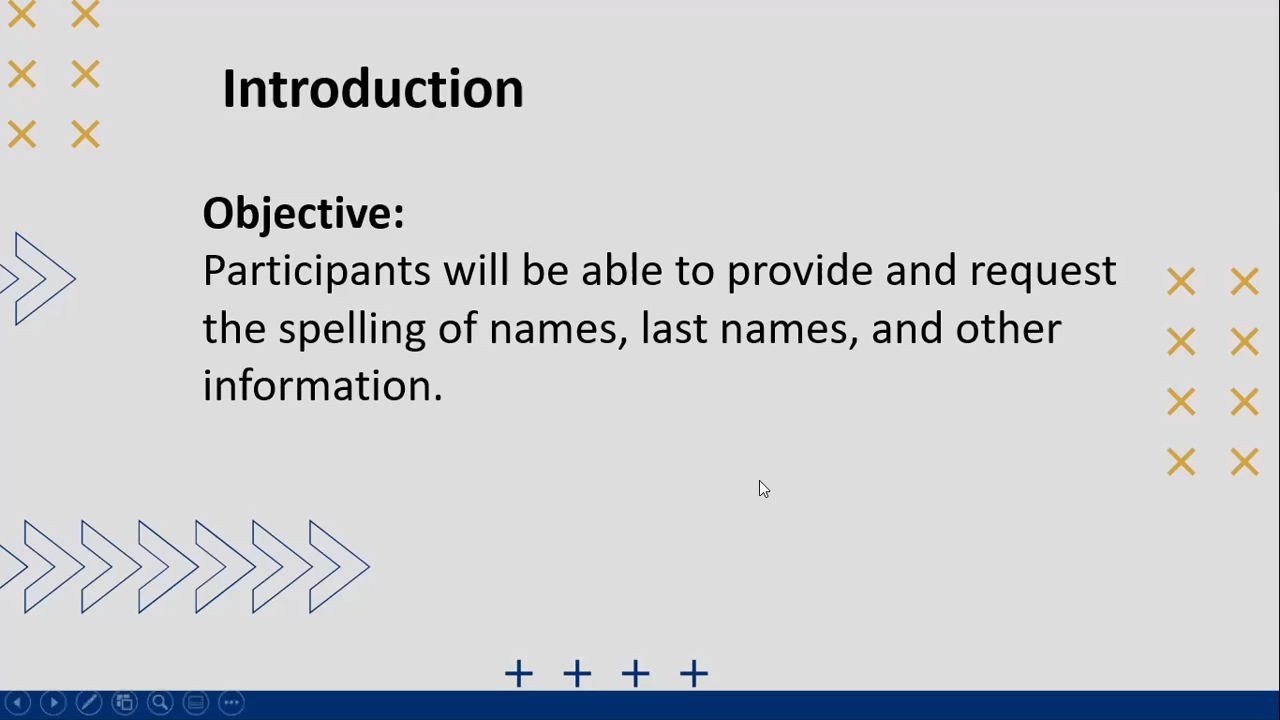 Introduction
Objective:
Participants will be able to provide and request
the spelling of names, last names, and other
information.